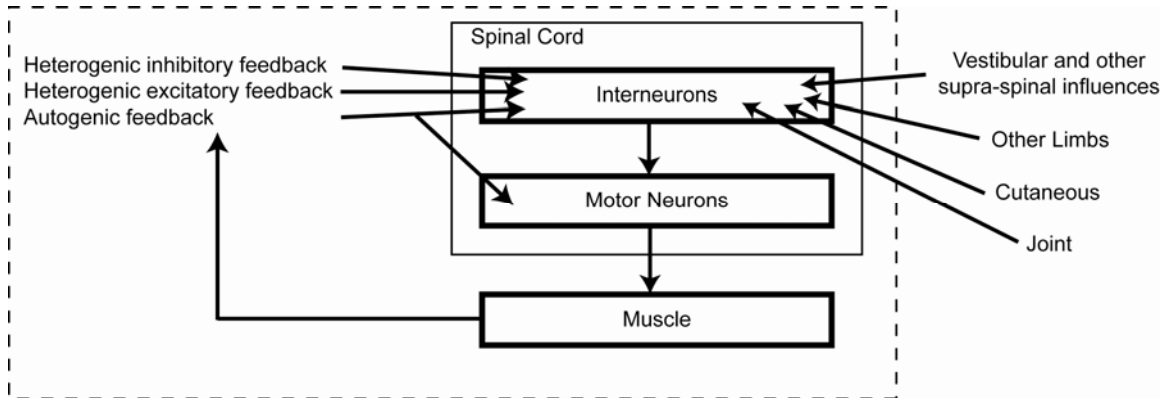 Spinal Cord
Heterogenic inhibitory feedback
Heterogenic excitatory feedback
Autogenic feedback
Interneurons
Vestibular and other
supra-spinal influences
Other Limbs
Cutaneous
Joint
Motor Neurons
Muscle